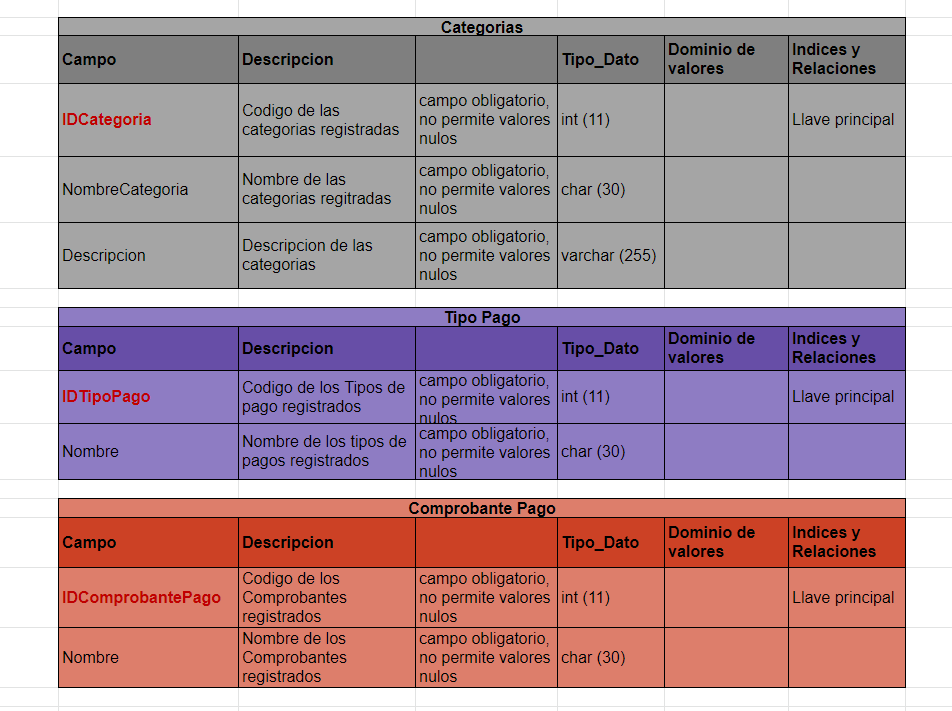 Categorias
Campo
Descripcion
Tipo_Dato
Dominio de
valores
Indices y
Relaciones
IDCategoria
Codigo de las
categorias registradas
campo obligatorio,
no permite valores
nulos
int (11)
Llave principal
NombreCategoria
Nombre de las
categorias regitradas
campo obligatorio,
no permite valores
nulos
char (30)
Descripcion
Descripcion de las
categorias
campo obligatorio,
no permite valores
nulos
varchar (255)
Tipo Pago
Campo
Descripcion
Tipo_Dato
Dominio de
valores
Indices y
Relaciones
IDTipoPago
Codigo de los Tipos de
pago registrados
campo obligatorio,
no permite valores
nulos
int (11)
Llave principal
Nombre
Nombre de los tipos de
pagos registrados
campo obligatorio,
no permite valores
nulos
char (30)
Comprobante Pago
Campo
Descripcion
Tipo_Dato
Dominio de
valores
Indices y
Relaciones
IDComprobantePago
Codigo de los
Comprobantes
registrados
campo obligatorio,
no permite valores
nulos
int (11)
Llave principal
Nombre
Nombre de los
Comprobantes
registrados
campo obligatorio,
no permite valores
nulos
char (30)